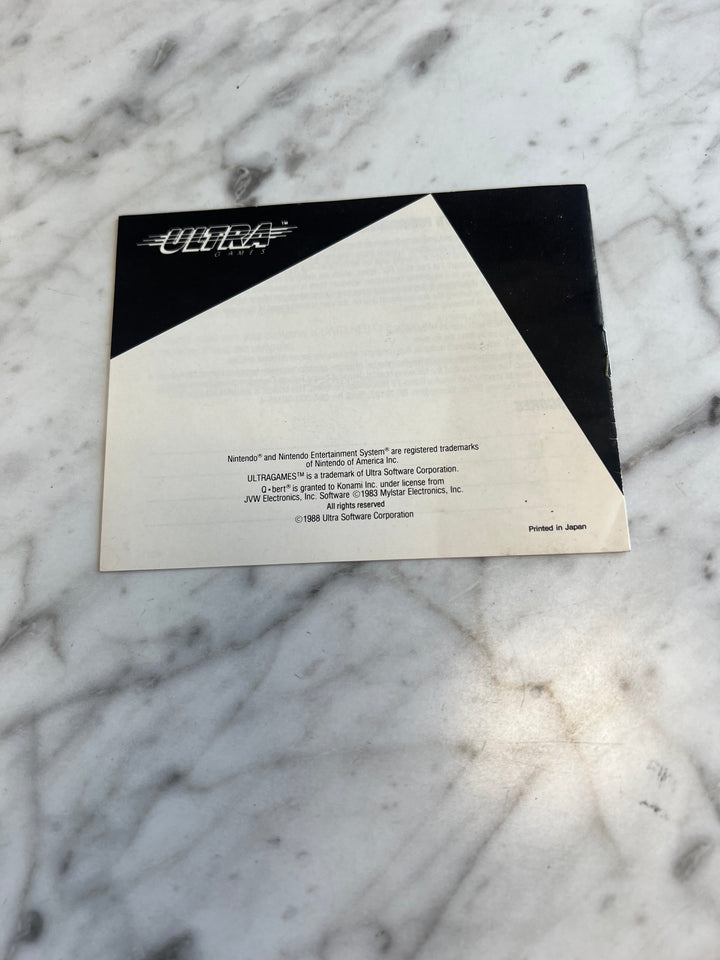 ULTRA™
GAMES
Nintendo® and Nintendo Entertainment System® are registered trademarks
of Nintendo of America Inc.
ULTRAGAMES™ is a trademark of Ultra Software Corporation.
Q•bert® is granted to Konami Inc. under license from
JVW Electronics, Inc. Software ©1983 Mylstar Electronics, Inc.
All rights reserved
©1988 Ultra Software Corporation
Printed in Japan